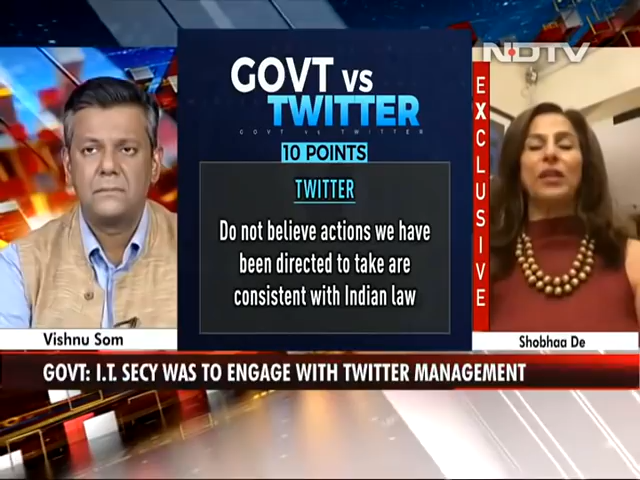 NDTV
GOVT VS
TWITTER
GOVT VS TWITTER
10 POINTS
TWITTER
Do not believe actions we have
been directed to take are
consistent with Indian law
EXCLUSIVE
Vishnu Som
Shobhaa De
GOVT: I.T. SECY WAS TO ENGAGE WITH TWITTER MANAGEMENT